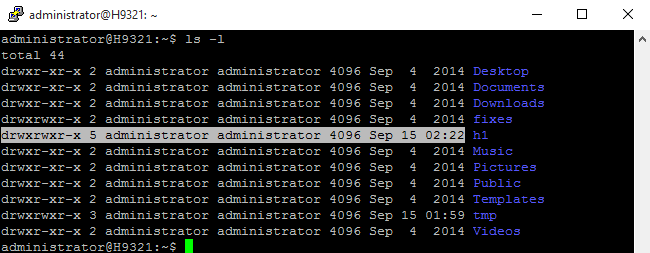 administrator@H9321: ~
administrator@H9321:~$ ls -l
total 44
drwxr-xr-x 2 administrator administrator 4096 Sep  4  2014 Desktop
drwxr-xr-x 2 administrator administrator 4096 Sep  4  2014 Documents
drwxr-xr-x 2 administrator administrator 4096 Sep  4  2014 Downloads
drwxrwxr-x 2 administrator administrator 4096 Sep  4  2014 fixes
drwxrwxr-x 5 administrator administrator 4096 Sep 15 02:22 h1
drwxr-xr-x 2 administrator administrator 4096 Sep  4  2014 Music
drwxr-xr-x 2 administrator administrator 4096 Sep  4  2014 Pictures
drwxr-xr-x 2 administrator administrator 4096 Sep  4  2014 Public
drwxr-xr-x 2 administrator administrator 4096 Sep  4  2014 Templates
drwxrwxr-x 3 administrator administrator 4096 Sep 15 01:59 tmp
drwxr-xr-x 2 administrator administrator 4096 Sep  4  2014 Videos
administrator@H9321:~$